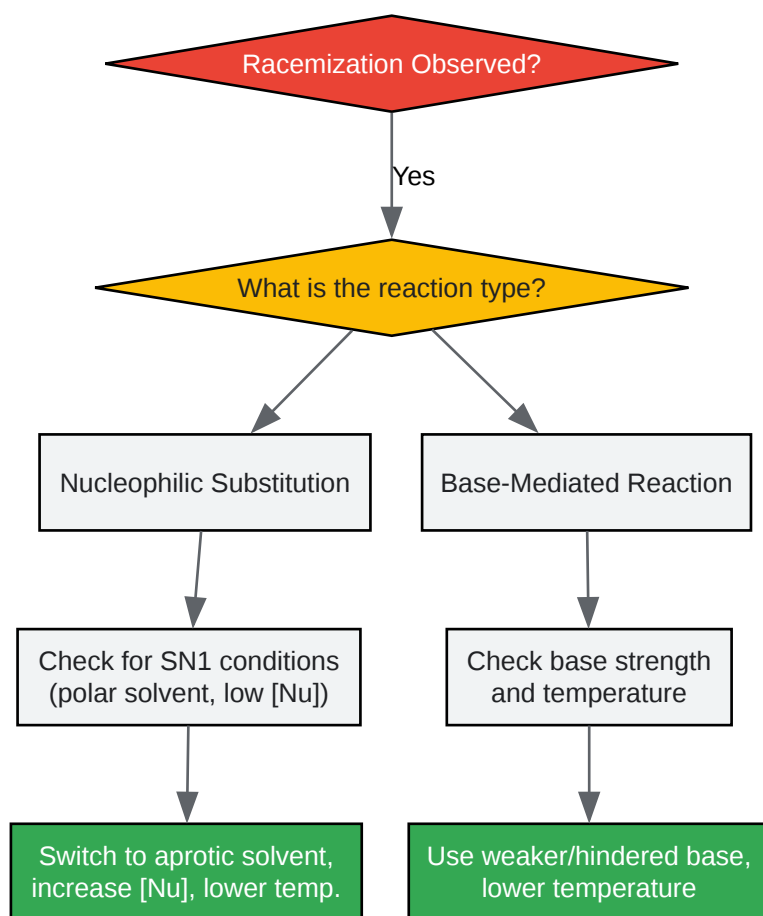 Racemization Observed?
Yes
What is the reaction type?
Nucleophilic Substitution
Base-Mediated Reaction
Check for SN1 conditions
(polar solvent, low [Nu])
Check base strength
and temperature
Switch to aprotic solvent,
increase [Nu], lower temp.
Use weaker/hindered base,
lower temperature